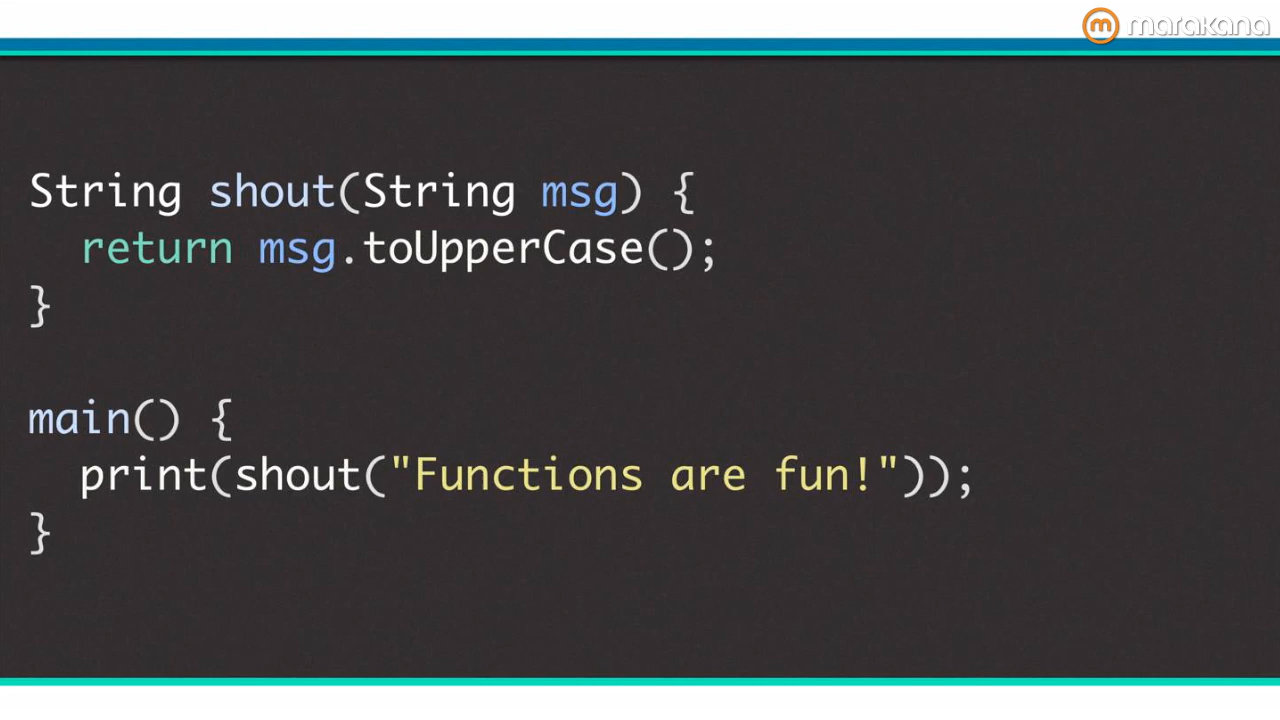 marakana
String shout(String msg) {
  return msg.toUpperCase();
}
main() {
  print(shout("Functions are fun!"));
}